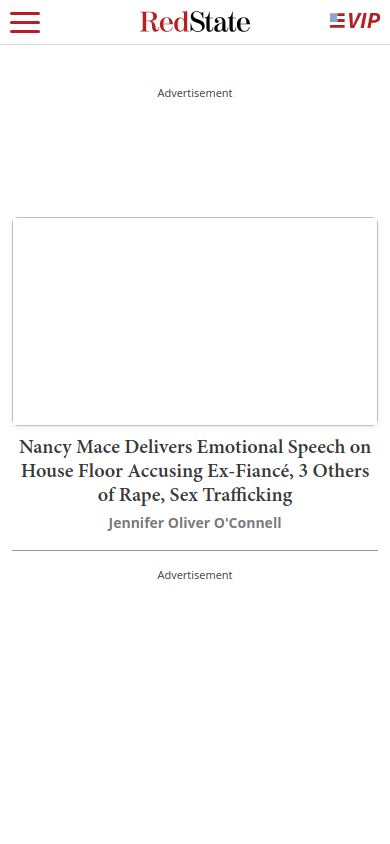 RedState
VIP
Advertisement
Nancy Mace Delivers Emotional Speech on
House Floor Accusing Ex-Fiancé, 3 Others
of Rape, Sex Trafficking
Jennifer Oliver O'Connell
Advertisement